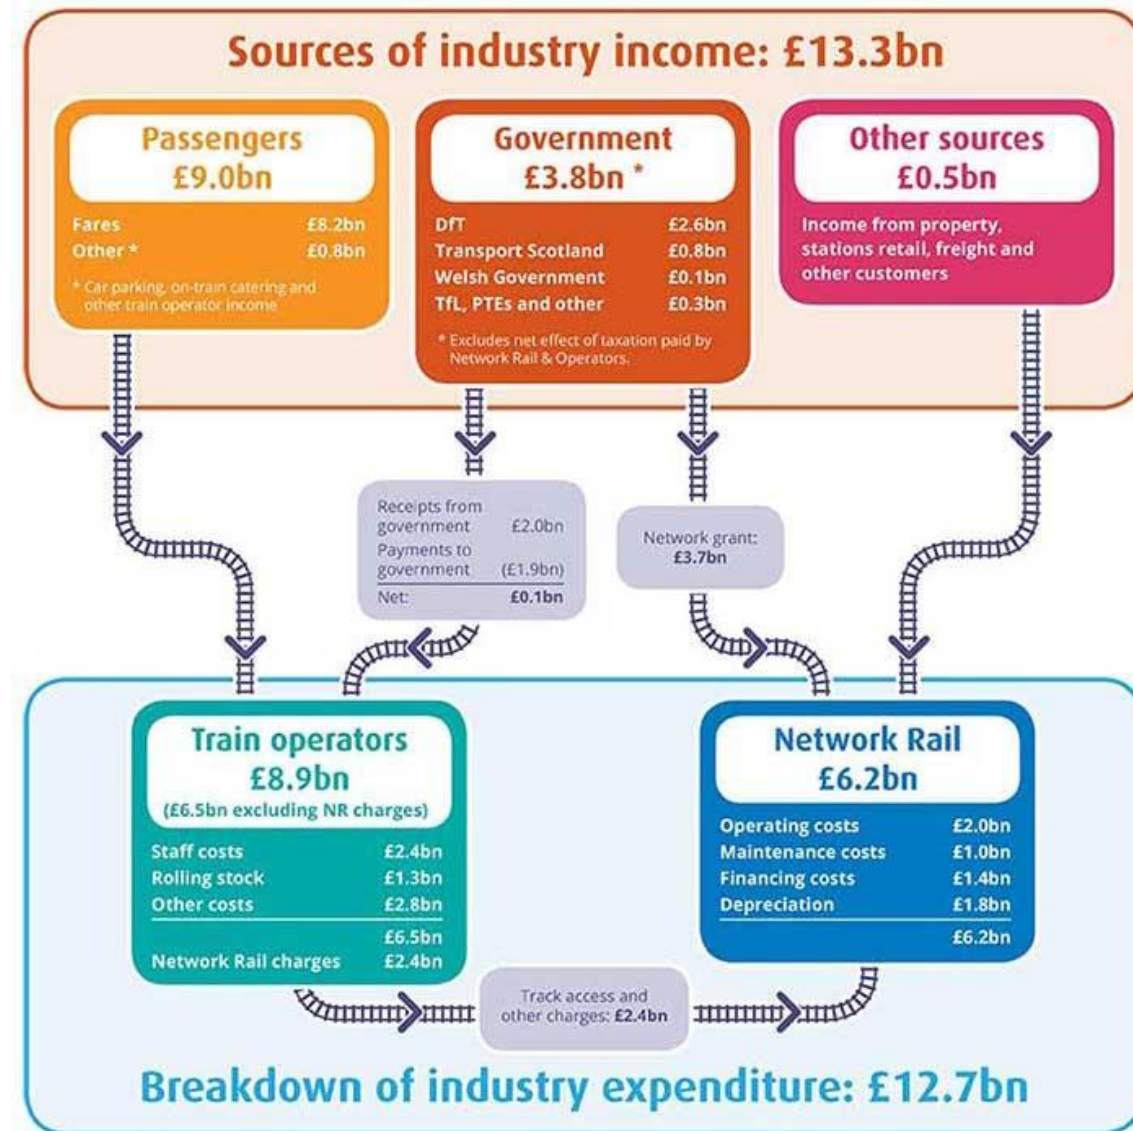 Sources of industry income: £13.3bn
Passengers
£9.0bn
Fares £8.2bn
Other * £0.8bn
* Car parking, on-train catering and
other train operator income
Government
£3.8bn *
DfT £2.6bn
Transport Scotland £0.8bn
Welsh Government £0.1bn
TfL, PTEs and other £0.3bn
* Excludes net effect of taxation paid by
Network Rail & Operators.
Other sources
£0.5bn
Income from property,
stations retail, freight and
other customers
Receipts from
government £2.0bn
Payments to
government (£1.9bn)
Net: £0.1bn
Network grant:
£3.7bn
Train operators
£8.9bn
(£6.5bn excluding NR charges)
Staff costs £2.4bn
Rolling stock £1.3bn
Other costs £2.8bn
£6.5bn
Network Rail charges £2.4bn
Network Rail
£6.2bn
Operating costs £2.0bn
Maintenance costs £1.0bn
Financing costs £1.4bn
Depreciation £1.8bn
£6.2bn
Track access and
other charges: £2.4bn
Breakdown of industry expenditure: £12.7bn